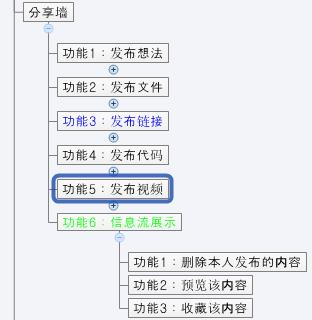 分享墙
功能1：发布想法
功能2：发布文件
功能3：发布链接
功能4：发布代码
功能5：发布视频
功能6：信息流展示
功能1：删除本人发布的内容
功能2：预览该内容
功能3：收藏该内容